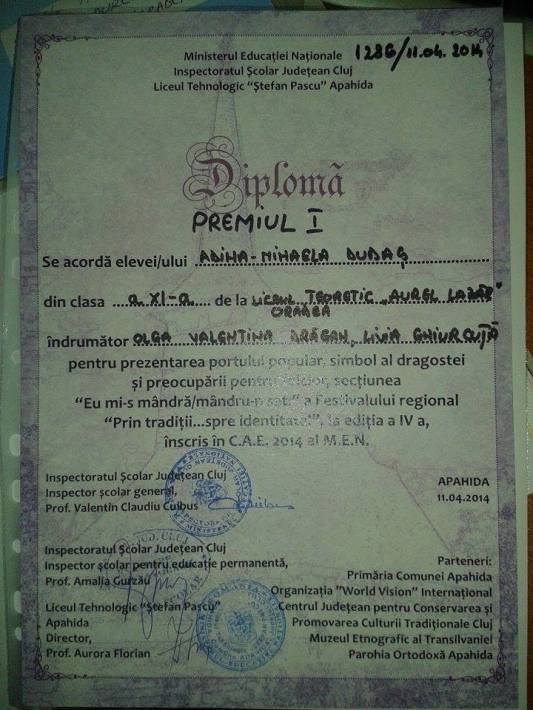 Ministerul Educației Naționale 1286/11.04.2014
Inspectoratul Școlar Județean Cluj
Liceul Tehnologic "Ștefan Pascu" Apahida
Diplomă
PREMIUL I
Se acordă elevei/ului ADINA-MIHAELA DUDAȘ
din clasa a XI-a de la LICEUL TEORETIC „AUREL LAZĂR"
ORADEA
îndrumător OLGA VALENTINA DRĂGAN, LIVIA GHIURCUȚĂ
pentru prezentarea portului popular, simbol al dragostei
și preocupării pentru folclor, secțiunea
"Eu mi-s mândră/mândru-n sat!" a Festivalului regional
"Prin tradiții...spre identitate!", la ediția a IV a,
înscris în C.A.E. 2014 al M.E.N.
Inspectoratul Școlar Județean Cluj
Inspector școlar general,
Prof. Valentin Claudiu Cuibus
APAHIDA
11.04.2014
Inspectoratul Școlar Județean Cluj
Inspector școlar pentru educație permanentă,
Prof. Amalia Gurzău
Liceul Tehnologic "Ștefan Pascu"
Apahida
Director,
Prof. Aurora Florian
Parteneri:
Primăria Comunei Apahida
Organizația "World Vision" Internațional
Centrul Județean pentru Conservarea și
Promovarea Culturii Tradiționale Cluj
Muzeul Etnografic al Transilvaniei
Parohia Ortodoxă Apahida